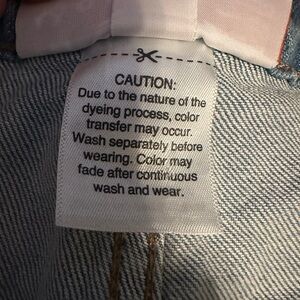 CAUTION:
Due to the nature of the
dyeing process, color
transfer may occur.
Wash separately before
wearing. Color may
fade after continuous
wash and wear.